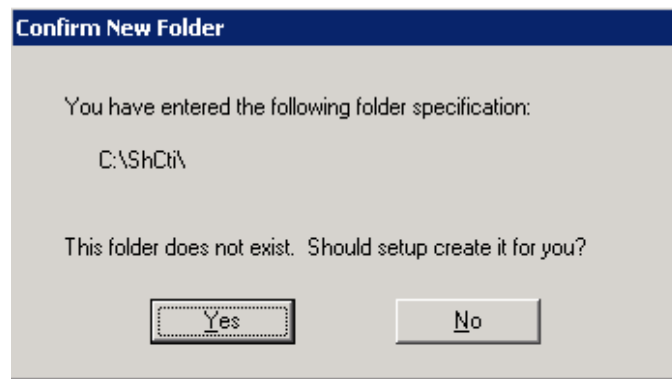 Confirm New Folder
You have entered the following folder specification:
C:\ShCti\
This folder does not exist.  Should setup create it for you?
Yes
No